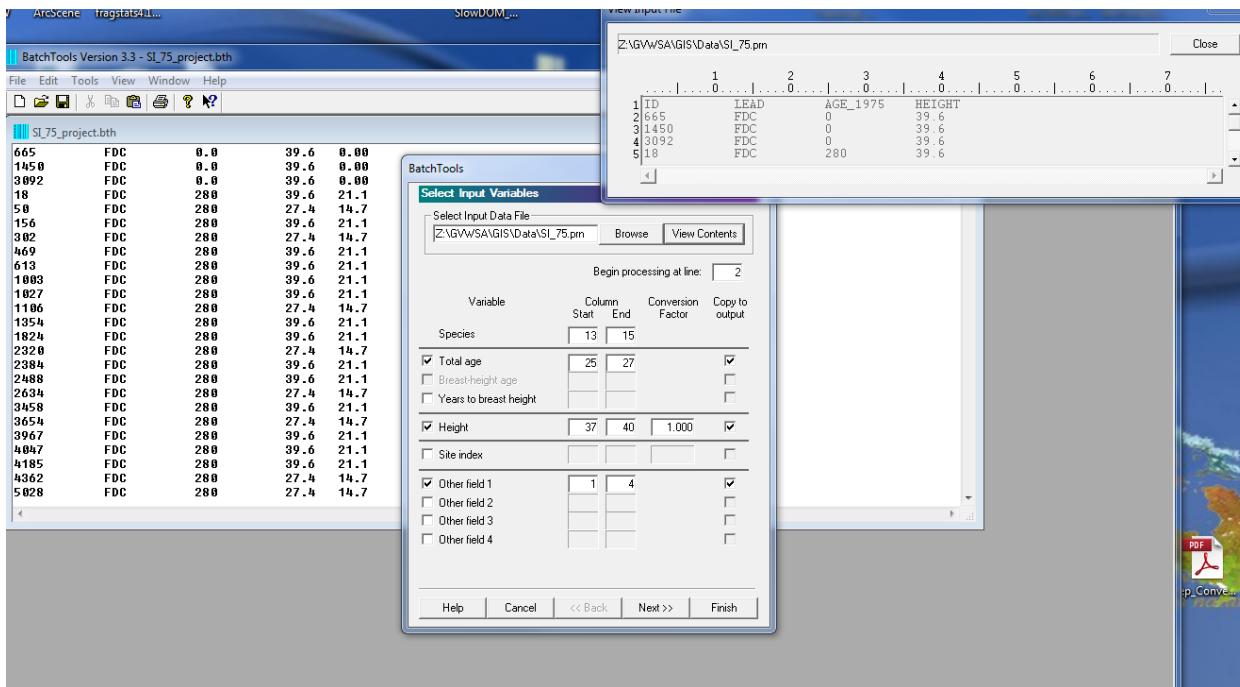 ArcScene fragstats4.1... SlowDOM_...
BatchTools Version 3.3 - SI_75_project.bth
File Edit Tools View Window Help
SI_75_project.bth
665 FDC 0.0 39.6 0.00
1450 FDC 0.0 39.6 0.00
3092 FDC 0.0 39.6 0.00
18 FDC 280 39.6 21.1
50 FDC 280 27.4 14.7
156 FDC 280 39.6 21.1
302 FDC 280 27.4 14.7
469 FDC 280 39.6 21.1
613 FDC 280 39.6 21.1
1003 FDC 280 39.6 21.1
1027 FDC 280 39.6 21.1
1106 FDC 280 27.4 14.7
1354 FDC 280 39.6 21.1
1824 FDC 280 39.6 21.1
2320 FDC 280 27.4 14.7
2384 FDC 280 39.6 21.1
2488 FDC 280 39.6 21.1
2634 FDC 280 27.4 14.7
3458 FDC 280 39.6 21.1
3654 FDC 280 27.4 14.7
3967 FDC 280 39.6 21.1
4047 FDC 280 39.6 21.1
4185 FDC 280 39.6 21.1
4362 FDC 280 27.4 14.7
5028 FDC 280 27.4 14.7
View Input File
Z:\GVWSA\GIS\Data\SI_75.prn Close
1 2 3 4 5 6 7
....|....0....|....0....|....0....|....0....|....0....|....0....|....0....|..
1 ID LEAD AGE_1975 HEIGHT
2 665 FDC 0 39.6
3 1450 FDC 0 39.6
4 3092 FDC 0 39.6
5 18 FDC 280 39.6
BatchTools
Select Input Variables
Select Input Data File
Z:\GVWSA\GIS\Data\SI_75.prn Browse View Contents
Begin processing at line: 2
Variable Column Conversion Copy to
Start End Factor output
Species 13 15
Total age 25 27
Breast-height age
Years to breast height
Height 37 40 1.000
Site index
Other field 1 1 4
Other field 2
Other field 3
Other field 4
Help Cancel << Back Next >> Finish
PDF
ep_Conve...